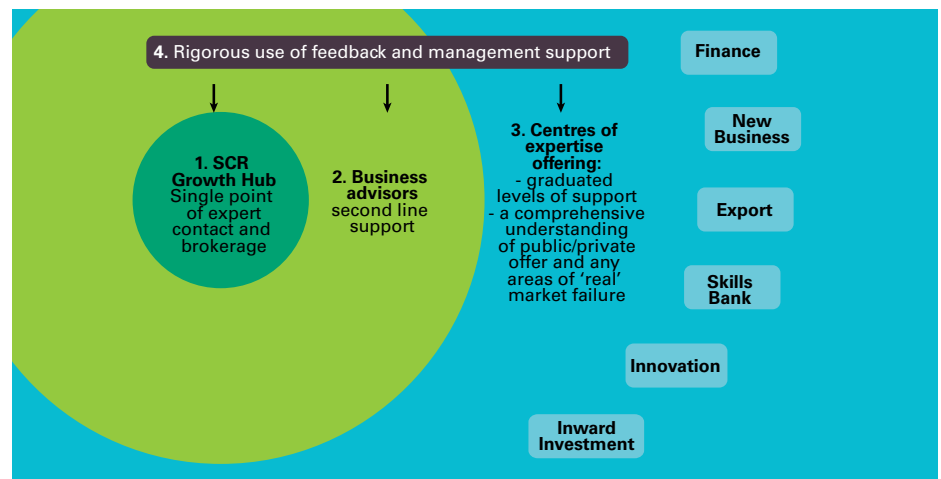 4. Rigorous use of feedback and management support
1. SCR
Growth Hub
Single point
of expert
contact and
brokerage
2. Business
advisors
second line
support
3. Centres of
expertise
offering:
- graduated
levels of support
- a comprehensive
understanding
of public/private
offer and any
areas of ‘real’
market failure
Finance
New
Business
Export
Skills
Bank
Innovation
Inward
Investment